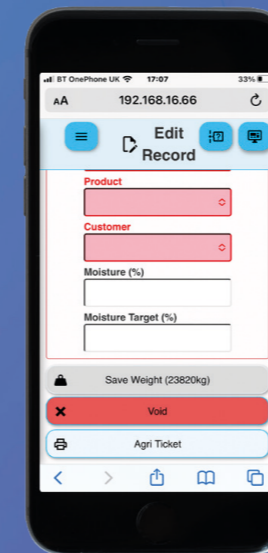 BT OnePhone UK 17:07 33%
AA 192.168.16.66
Edit
Record
Product
Customer
Moisture (%)
Moisture Target (%)
Save Weight (23820kg)
Void
Agri Ticket